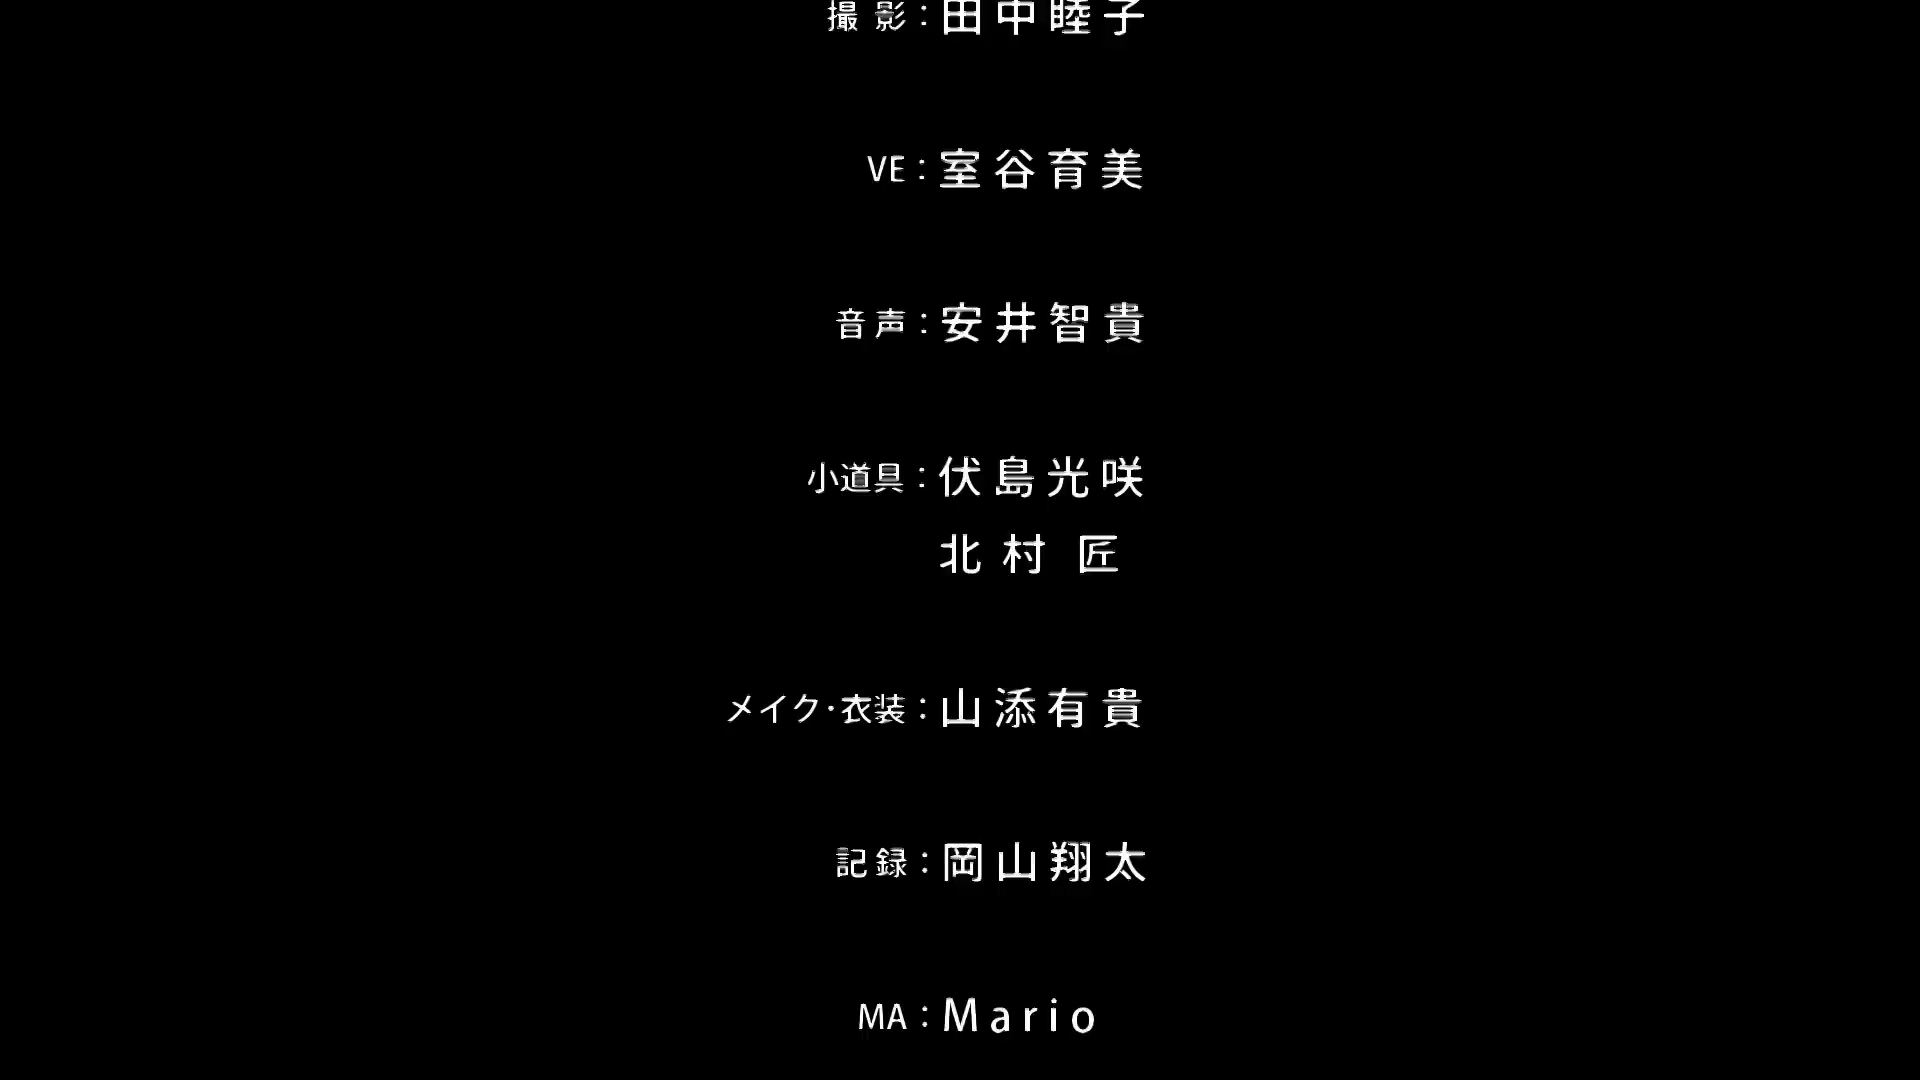 撮影：田中睦子
VE：室谷育美
音声：安井智貴
小道具：伏島光咲
北村 匠
メイク・衣装：山添有貴
記録：岡山翔太
MA：Mario